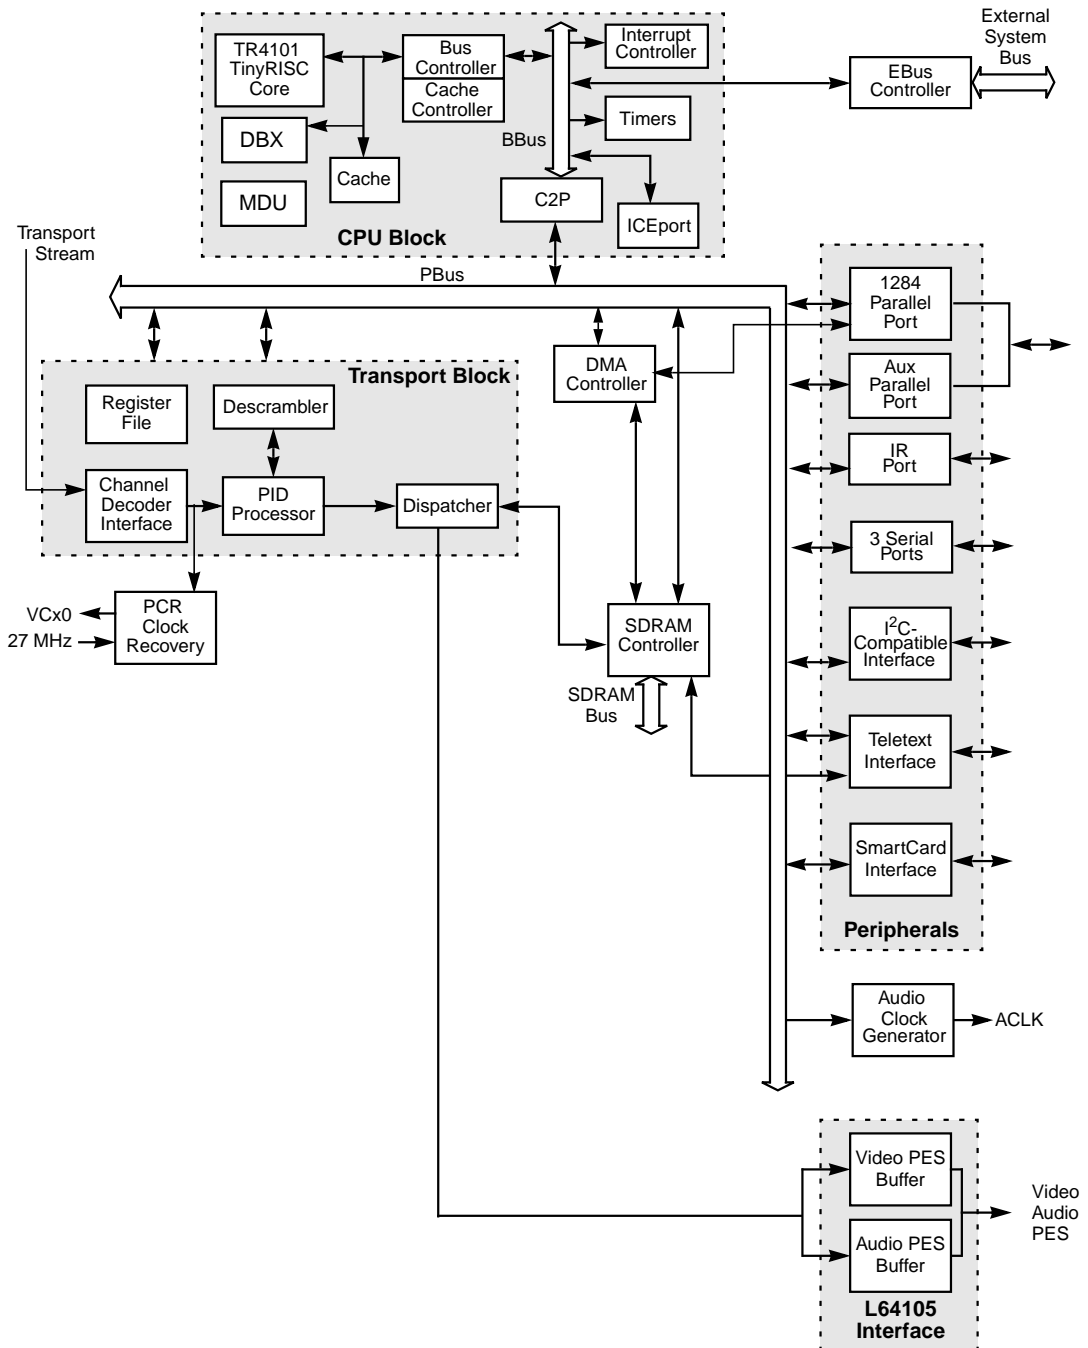 External
System
Bus
TR4101
TinyRISC
Core
Bus
Controller
Cache
Controller
Interrupt
Controller
EBus
Controller
DBX
BBus
Timers
Cache
MDU
C2P
ICEport
CPU Block
Transport
Stream
PBus
1284
Parallel
Port
Transport Block
DMA
Controller
Aux
Parallel
Port
Register
File
Descrambler
IR
Port
Channel
Decoder
Interface
PID
Processor
Dispatcher
3 Serial
Ports
VCx0
27 MHz
PCR
Clock
Recovery
SDRAM
Controller
I²C-
Compatible
Interface
SDRAM
Bus
Teletext
Interface
SmartCard
Interface
Peripherals
Audio
Clock
Generator
ACLK
Video PES
Buffer
Video
Audio
PES
Audio PES
Buffer
L64105
Interface